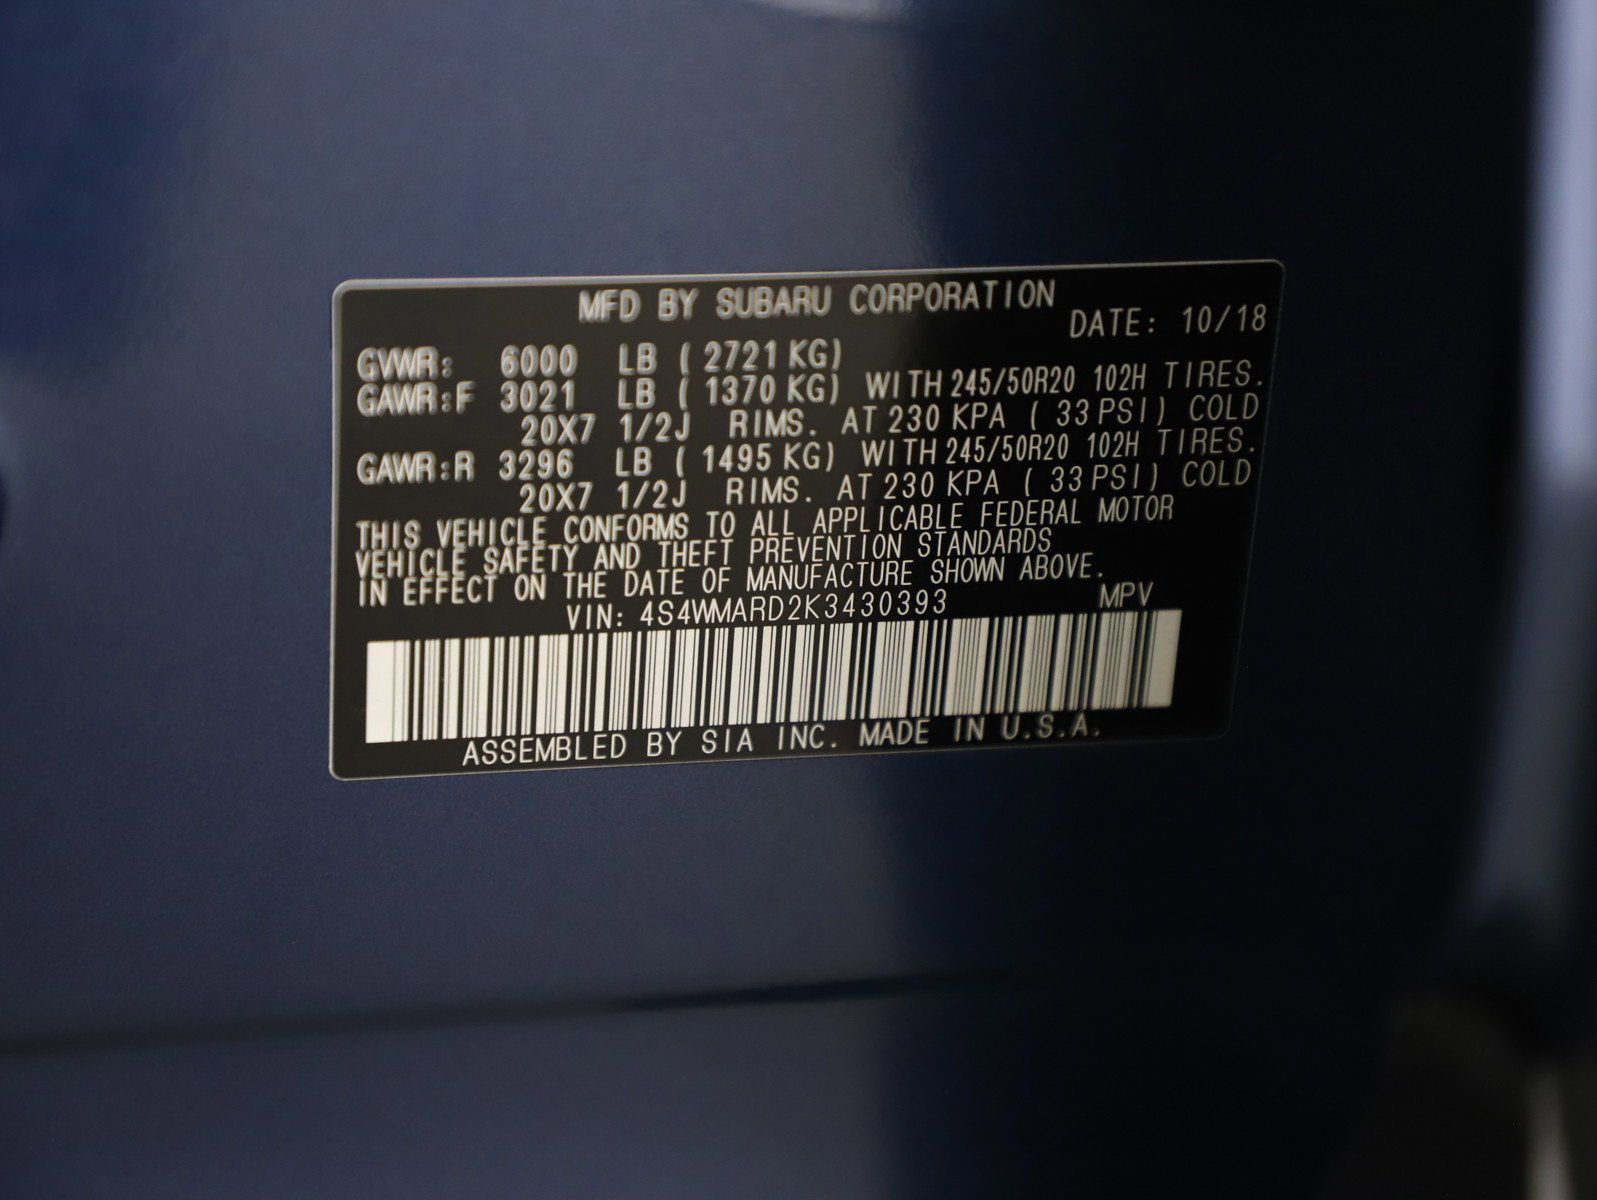 MFD BY SUBARU CORPORATION
DATE: 10/18
GVWR: 6000 LB ( 2721 KG)
GAWR:F 3021 LB ( 1370 KG) WITH 245/50R20 102H TIRES.
20X7 1/2J RIMS. AT 230 KPA ( 33 PSI) COLD
GAWR:R 3296 LB ( 1495 KG) WITH 245/50R20 102H TIRES.
20X7 1/2J RIMS. AT 230 KPA ( 33 PSI) COLD
THIS VEHICLE CONFORMS TO ALL APPLICABLE FEDERAL MOTOR
VEHICLE SAFETY AND THEFT PREVENTION STANDARDS
IN EFFECT ON THE DATE OF MANUFACTURE SHOWN ABOVE.
VIN: 4S4WMARD2K3430393 MPV
ASSEMBLED BY SIA INC. MADE IN U.S.A.